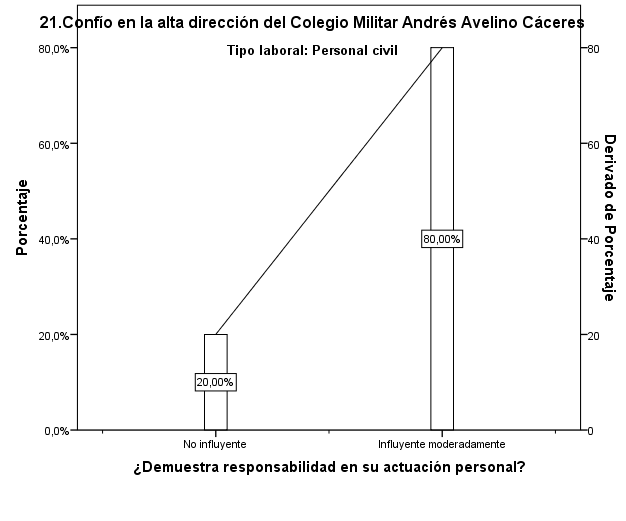 21.Confío en la alta dirección del Colegio Militar Andrés Avelino Cáceres
Tipo laboral: Personal civil
80,0%
60,0%
40,0%
20,0%
0,0%
Porcentaje
80
60
40
20
0
Derivado de Porcentaje
20,00%
80,00%
No influyente
Influyente moderadamente
¿Demuestra responsabilidad en su actuación personal?